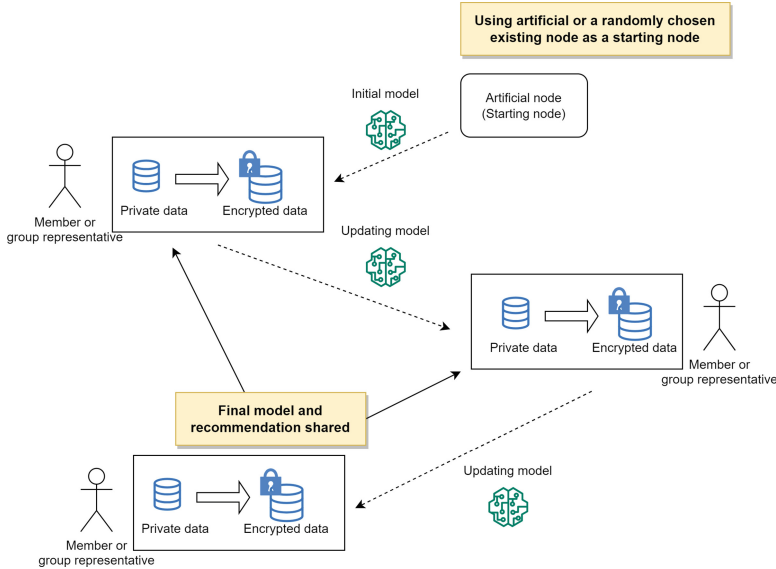 Using artificial or a randomly chosen
existing node as a starting node
Initial model
Artificial node
(Starting node)
Private data
Encrypted data
Member or
group representative
Updating model
Private data
Encrypted data
Member or
group representative
Final model and
recommendation shared
Updating model
Private data
Encrypted data
Member or
group representative